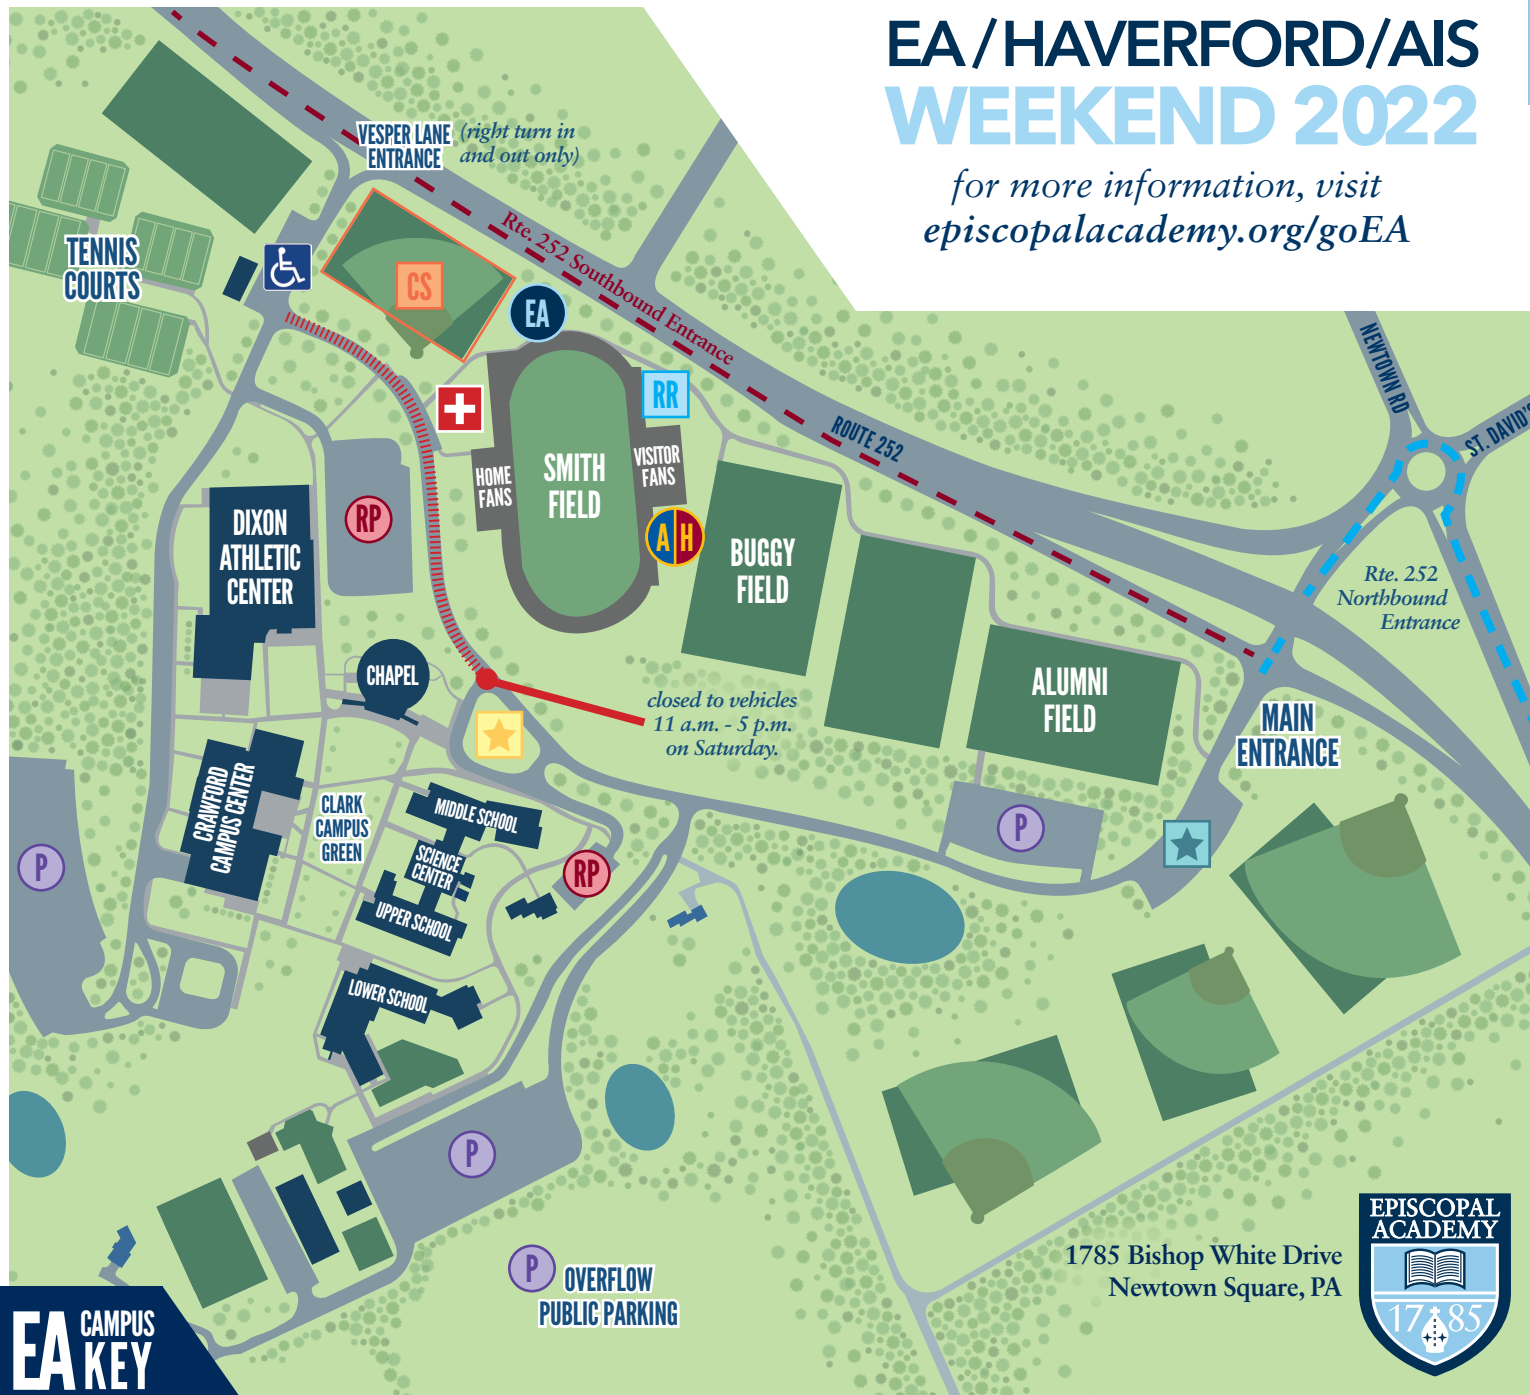 EA/HAVERFORD/AIS
WEEKEND 2022
for more information, visit
episcopalacademy.org/goEA
VESPER LANE
ENTRANCE
(right turn in
and out only)
Rte. 252 Southbound Entrance
TENNIS
COURTS
CS
EA
RR
ROUTE 252
NEWTOWN RD
ST. DAVID'S
HOME
FANS
SMITH
FIELD
VISITOR
FANS
A H
BUGGY
FIELD
DIXON
ATHLETIC
CENTER
RP
Rte. 252
Northbound
Entrance
CHAPEL
closed to vehicles
11 a.m. - 5 p.m.
on Saturday.
ALUMNI
FIELD
MAIN
ENTRANCE
CRAWFORD
CAMPUS CENTER
CLARK
CAMPUS
GREEN
MIDDLE SCHOOL
SCIENCE
CENTER
UPPER SCHOOL
RP
P
P
LOWER SCHOOL
P
P
OVERFLOW
PUBLIC PARKING
1785 Bishop White Drive
Newtown Square, PA
EPISCOPAL
ACADEMY
17 85
EA CAMPUS
KEY